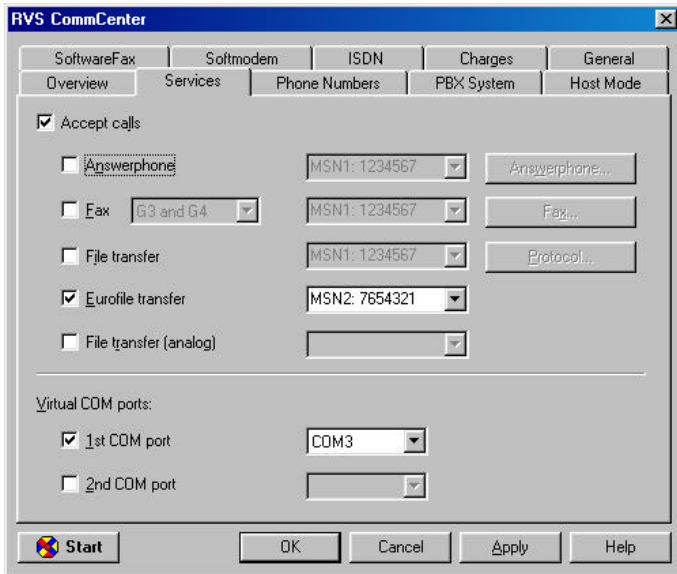 RVS CommCenter
SoftwareFax Softmodem ISDN Charges General
Overview Services Phone Numbers PBX System Host Mode
Accept calls
Answerphone MSN1: 1234567 Answerphone...
Fax G3 and G4 MSN1: 1234567 Fax...
File transfer MSN1: 1234567 Protocol...
Eurofile transfer MSN2: 7654321
File transfer (analog)
Virtual COM ports:
1st COM port COM3
2nd COM port
Start OK Cancel Apply Help